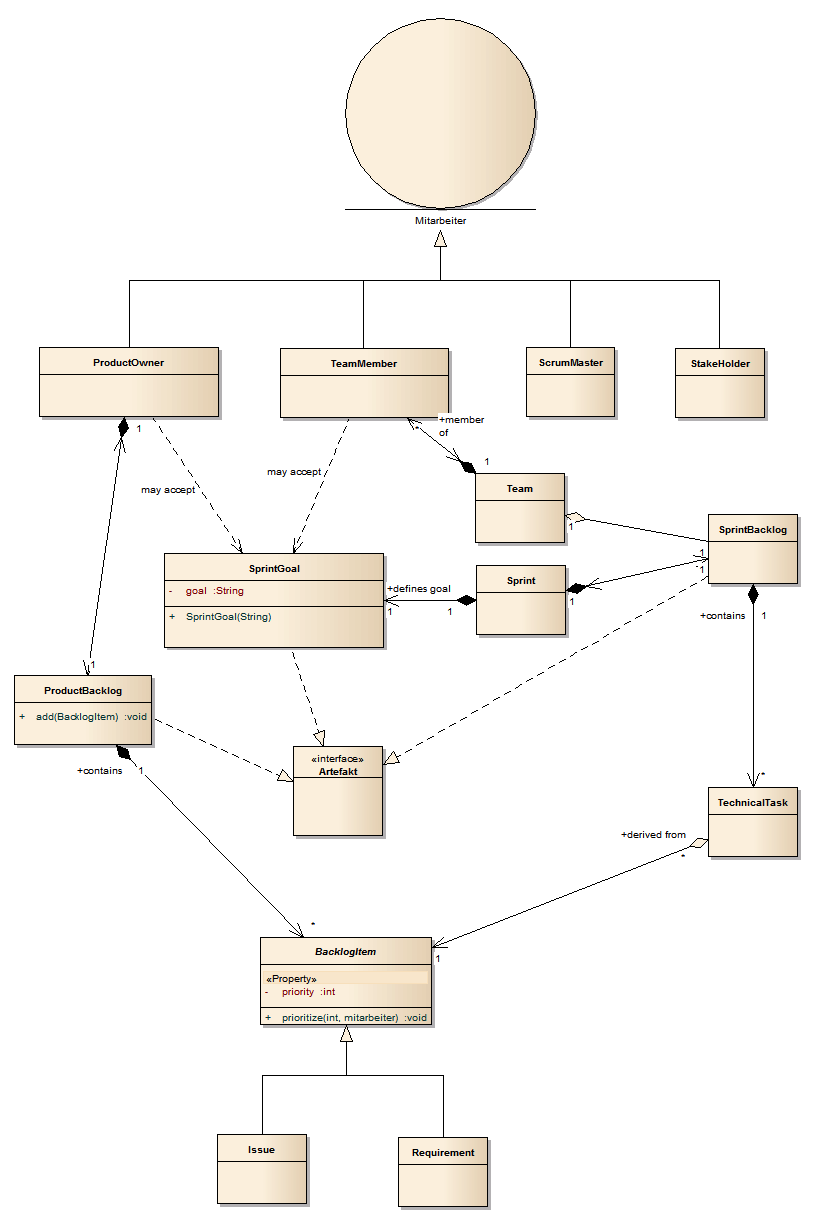 Mitarbeiter
ProductOwner
TeamMember
ScrumMaster
StakeHolder
1
+member
of
*
1
may accept
may accept
Team
1
SprintBacklog
1
1
SprintGoal
- goal :String
+ SprintGoal(String)
+defines goal
1
1
Sprint
1
+contains
1
1
ProductBacklog
+ add(BacklogItem) :void
+contains
1
«interface»
Artefakt
*
TechnicalTask
+derived from
*
*
BacklogItem
1
«Property»
- priority :int
+ prioritize(int, mitarbeiter) :void
Issue
Requirement